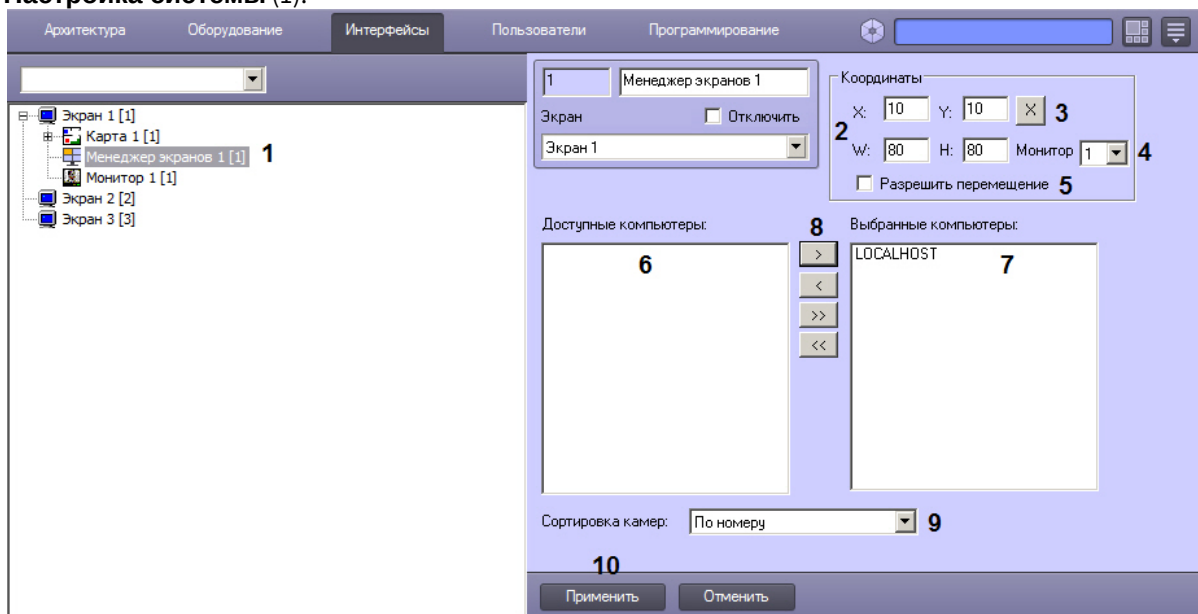 Настройка системы (1).
Архитектура Оборудование Интерфейсы Пользователи Программирование
1 Менеджер экранов 1
Экран Отключить
Экран 1
Координаты
X: 10 Y: 10 X 3
2
W: 80 H: 80 Монитор 1 4
Разрешить перемещение 5
Экран 1 [1]
Карта 1 [1]
Менеджер экранов 1 [1] 1
Монитор 1 [1]
Экран 2 [2]
Экран 3 [3]
Доступные компьютеры: 8 Выбранные компьютеры:
6 > LOCALHOST 7
<
>>
<<
Сортировка камер: По номеру 9
10
Применить Отменить